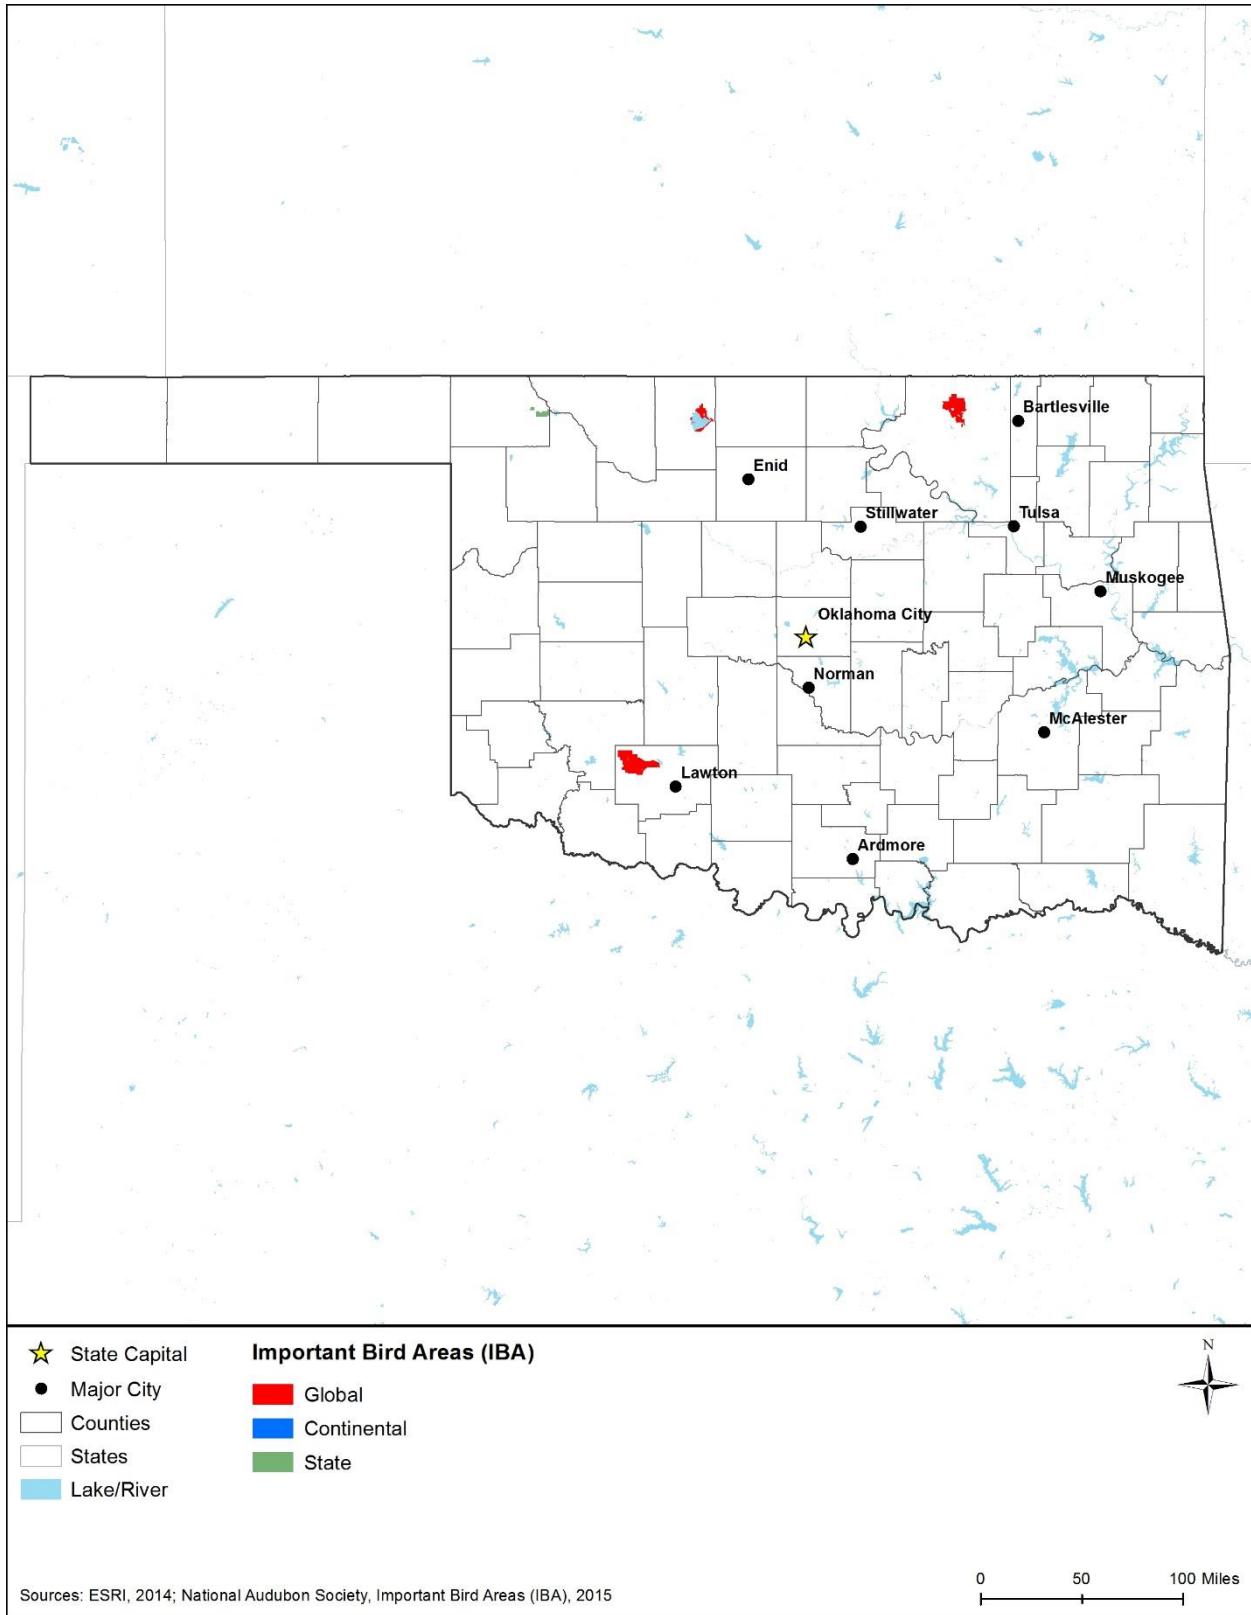 Bartlesville
Enid
Stillwater
Tulsa
Muskogee
Oklahoma City
Norman
McAlester
Lawton
Ardmore
State Capital
Major City
Counties
States
Lake/River
Important Bird Areas (IBA)
Global
Continental
State
N
0 50 100 Miles
Sources: ESRI, 2014; National Audubon Society, Important Bird Areas (IBA), 2015